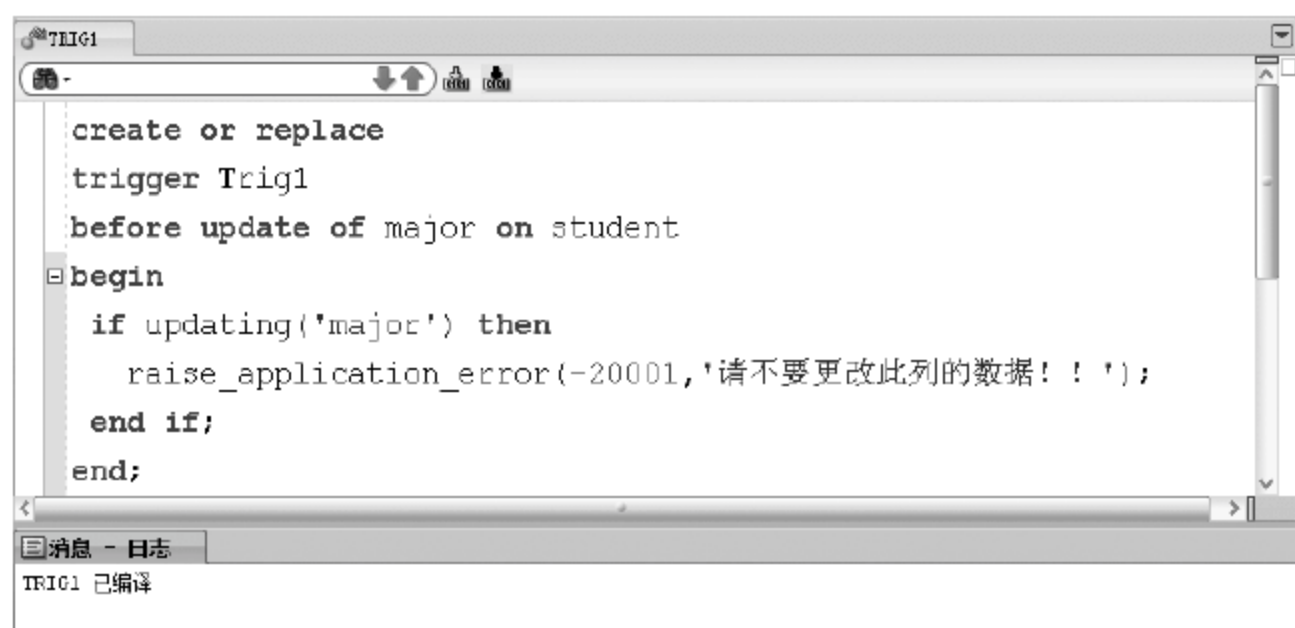 TRIG1
create or replace
trigger Trig1
before update of major on student
begin
if updating('major') then
raise_application_error(-20001,'请不要更改此列的数据！！');
end if;
end;
消息 - 日志
TRIG1 已编译